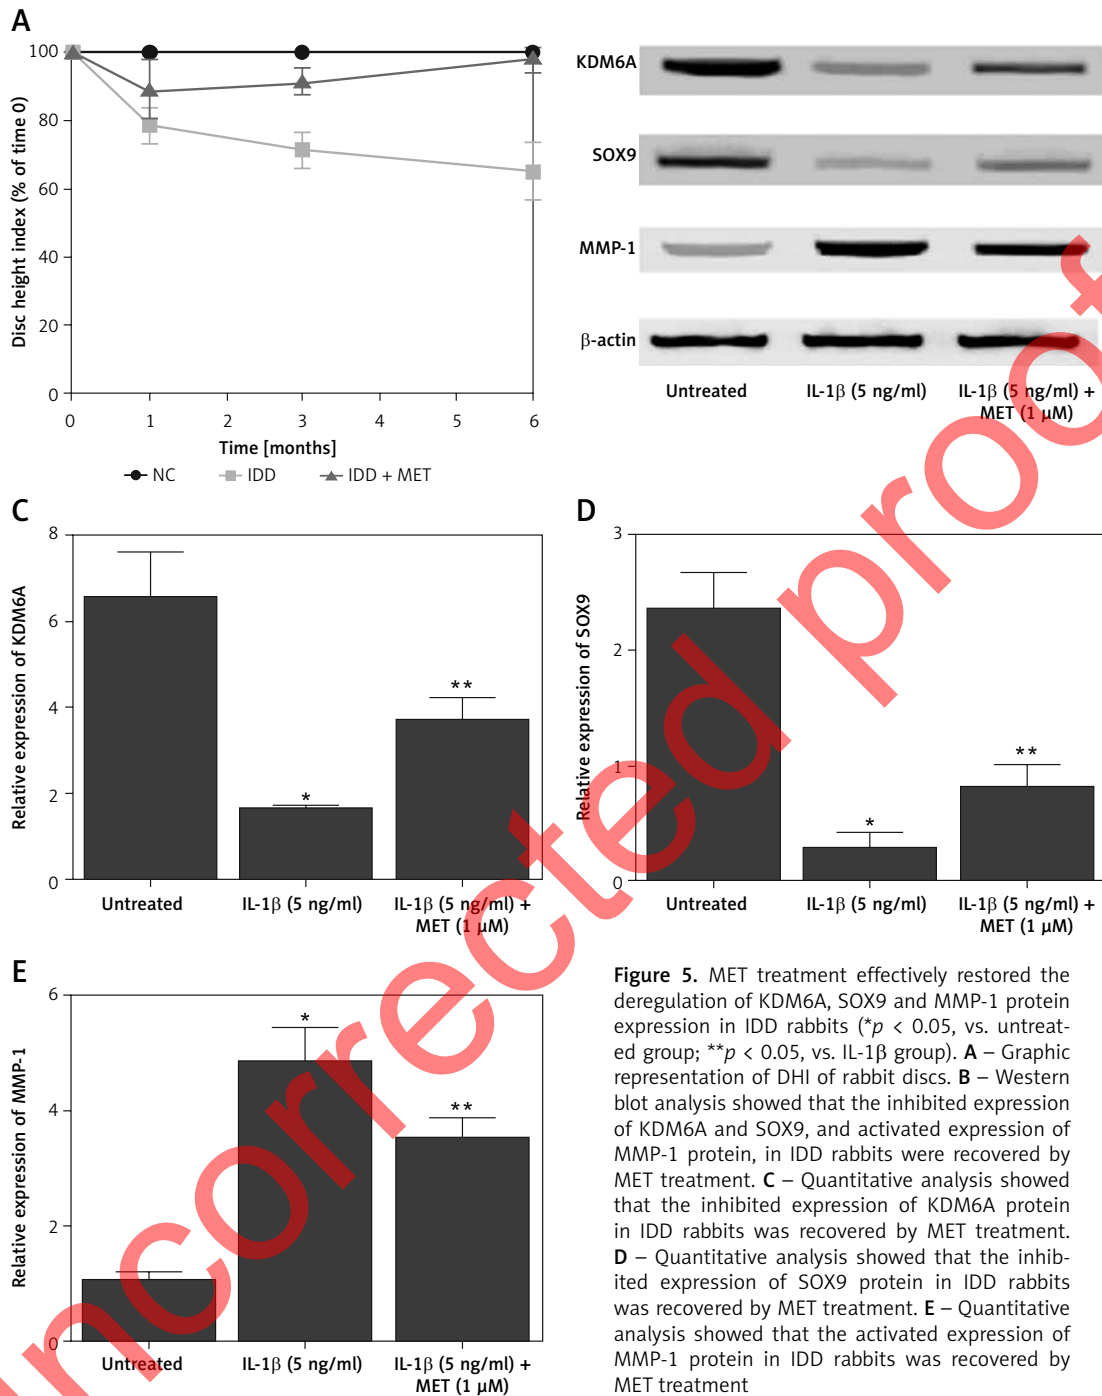 A
100
80
60
40
20
0
Disc height index (% of time 0)
0 1 2 3 4 5 6
Time [months]
NC IDD IDD + MET
KDM6A
SOX9
MMP-1
β-actin
Untreated IL-1β (5 ng/ml) IL-1β (5 ng/ml) +
MET (1 µM)
C
8
6
4
2
0
Relative expression of KDM6A
*
**
Untreated IL-1β (5 ng/ml) IL-1β (5 ng/ml) +
MET (1 µM)
D
3
2
1
0
Relative expression of SOX9
*
**
Untreated IL-1β (5 ng/ml) IL-1β (5 ng/ml) +
MET (1 µM)
E
6
4
2
0
Relative expression of MMP-1
*
**
Untreated IL-1β (5 ng/ml) IL-1β (5 ng/ml) +
MET (1 µM)
Figure 5. MET treatment effectively restored the
deregulation of KDM6A, SOX9 and MMP-1 protein
expression in IDD rabbits (*p < 0.05, vs. untreat-
ed group; **p < 0.05, vs. IL-1β group). A – Graphic
representation of DHI of rabbit discs. B – Western
blot analysis showed that the inhibited expression
of KDM6A and SOX9, and activated expression of
MMP-1 protein, in IDD rabbits were recovered by
MET treatment. C – Quantitative analysis showed
that the inhibited expression of KDM6A protein
in IDD rabbits was recovered by MET treatment.
D – Quantitative analysis showed that the inhib-
ited expression of SOX9 protein in IDD rabbits
was recovered by MET treatment. E – Quantitative
analysis showed that the activated expression of
MMP-1 protein in IDD rabbits was recovered by
MET treatment
uncorrected proof